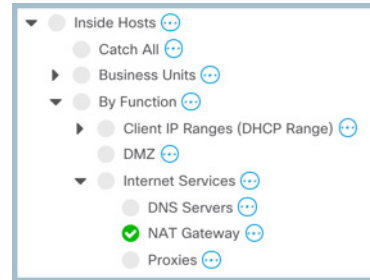 Inside Hosts
Catch All
Business Units
By Function
Client IP Ranges (DHCP Range)
DMZ
Internet Services
DNS Servers
NAT Gateway
Proxies